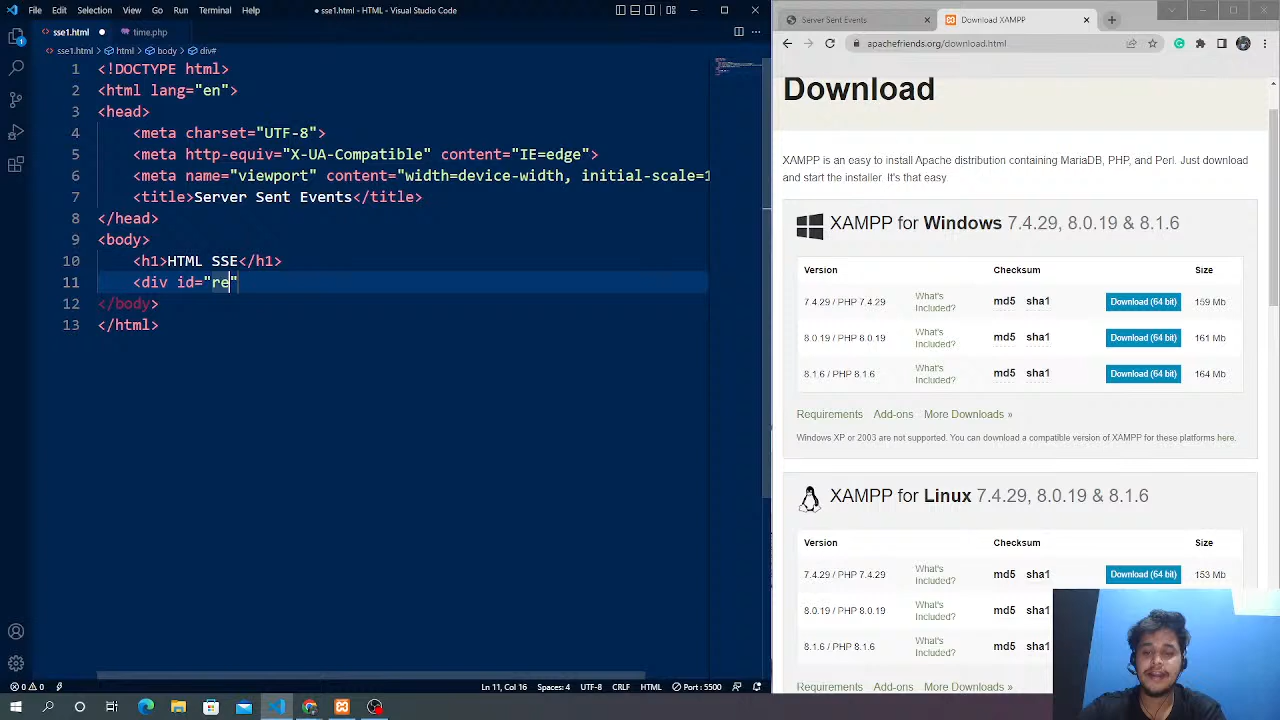 File Edit Selection View Go Run Terminal Help
● sse1.html - HTML - Visual Studio Code
sse1.html ● time.php
sse1.html > html > body > div#
1 <!DOCTYPE html>
2 <html lang="en">
3 <head>
4 <meta charset="UTF-8">
5 <meta http-equiv="X-UA-Compatible" content="IE=edge">
6 <meta name="viewport" content="width=device-width, initial-scale=1
7 <title>Server Sent Events</title>
8 </head>
9 <body>
10 <h1>HTML SSE</h1>
11 <div id="re"
12 </body>
13 </html>
0 0
Ln 11, Col 16 Spaces: 4 UTF-8 CRLF HTML Port: 5500
Server Sent Events
Download XAMPP
apachefriends.org/download.html
Download
XAMPP is an easy to install Apache distribution containing MariaDB, PHP, and Perl. Just download
and start the installer. It's that easy.
XAMPP for Windows 7.4.29, 8.0.19 & 8.1.6
Version Checksum Size
7.4.29 / PHP 7.4.29 What's Included? md5 sha1 Download (64 bit) 159 Mb
8.0.19 / PHP 8.0.19 What's Included? md5 sha1 Download (64 bit) 161 Mb
8.1.6 / PHP 8.1.6 What's Included? md5 sha1 Download (64 bit) 164 Mb
Requirements Add-ons More Downloads »
Windows XP or 2003 are not supported. You can download a compatible version of XAMPP for these platforms here.
XAMPP for Linux 7.4.29, 8.0.19 & 8.1.6
Version Checksum Size
7.4.29 / PHP 7.4.29 What's Included? md5 sha1 Download (64 bit) 153 Mb
8.0.19 / PHP 8.0.19 What's Included? md5 sha1
8.1.6 / PHP 8.1.6 What's Included? md5 sha1
Requirements Add-ons More Downloads »